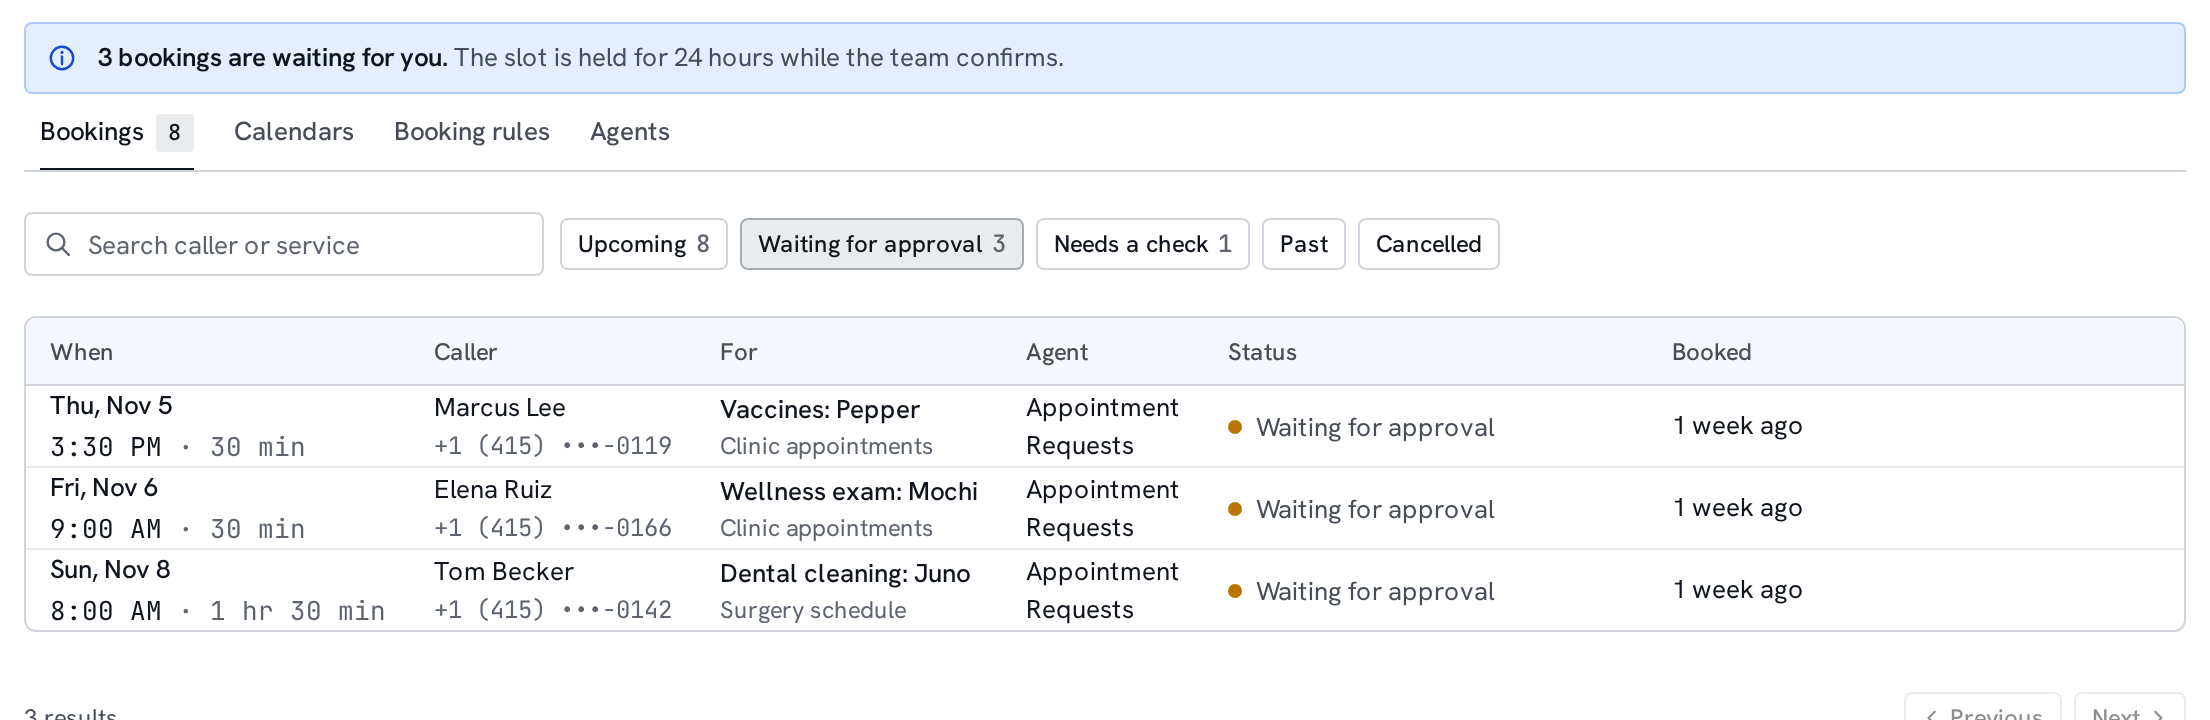 3 bookings are waiting for you. The slot is held for 24 hours while the team confirms.
Bookings 8 Calendars Booking rules Agents
Search caller or service Upcoming 8 Waiting for approval 3 Needs a check 1 Past Cancelled
When Caller For Agent Status Booked
Thu, Nov 5 Marcus Lee Vaccines: Pepper Appointment
3:30 PM · 30 min +1 (415) •••-0119 Clinic appointments Requests Waiting for approval 1 week ago
Fri, Nov 6 Elena Ruiz Wellness exam: Mochi Appointment
9:00 AM · 30 min +1 (415) •••-0166 Clinic appointments Requests Waiting for approval 1 week ago
Sun, Nov 8 Tom Becker Dental cleaning: Juno Appointment
8:00 AM · 1 hr 30 min +1 (415) •••-0142 Surgery schedule Requests Waiting for approval 1 week ago
3 results Previous Next